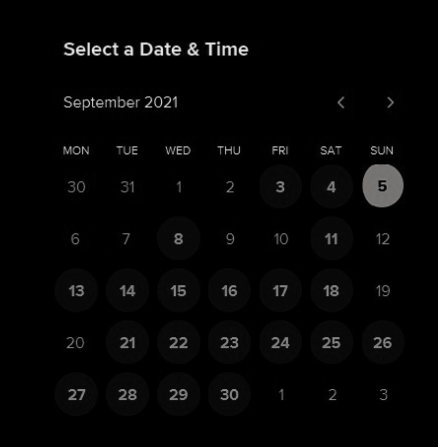 Select a Date & Time
September 2021
MON TUE WED THU FRI SAT SUN
30 31 1 2 3 4 5
6 7 8 9 10 11 12
13 14 15 16 17 18 19
20 21 22 23 24 25 26
27 28 29 30 1 2 3